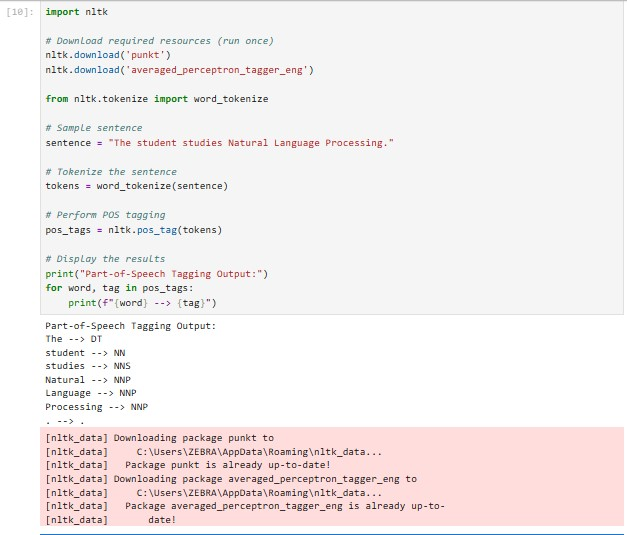 [10]: import nltk
# Download required resources (run once)
nltk.download('punkt')
nltk.download('averaged_perceptron_tagger_eng')
from nltk.tokenize import word_tokenize
# Sample sentence
sentence = "The student studies Natural Language Processing."
# Tokenize the sentence
tokens = word_tokenize(sentence)
# Perform POS tagging
pos_tags = nltk.pos_tag(tokens)
# Display the results
print("Part-of-Speech Tagging Output:")
for word, tag in pos_tags:
    print(f"{word} --> {tag}")
Part-of-Speech Tagging Output:
The --> DT
student --> NN
studies --> NNS
Natural --> NNP
Language --> NNP
Processing --> NNP
. --> .
[nltk_data] Downloading package punkt to
[nltk_data]     C:\Users\ZEBRA\AppData\Roaming\nltk_data...
[nltk_data]   Package punkt is already up-to-date!
[nltk_data] Downloading package averaged_perceptron_tagger_eng to
[nltk_data]     C:\Users\ZEBRA\AppData\Roaming\nltk_data...
[nltk_data]   Package averaged_perceptron_tagger_eng is already up-to-
[nltk_data]       date!